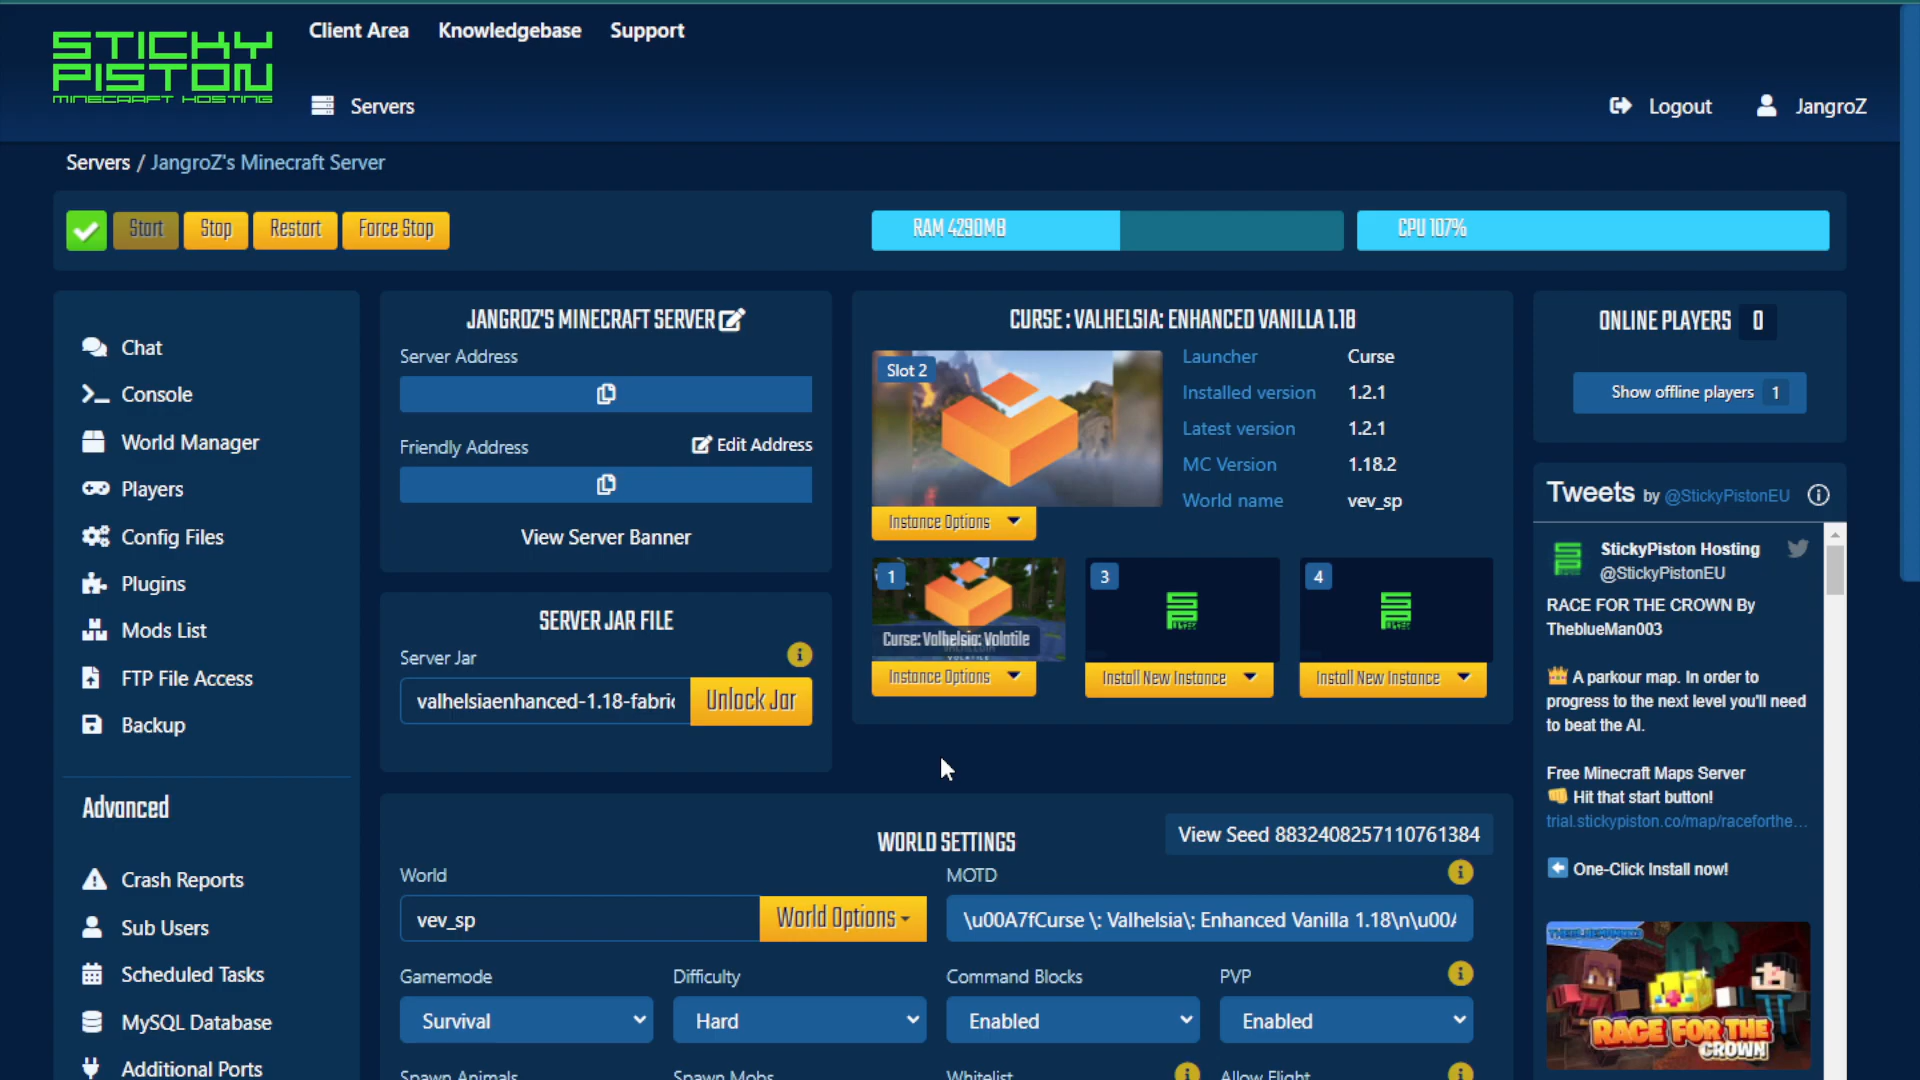 STICKY
PISTON
MINECRAFT HOSTING
Client Area
Knowledgebase
Support
Servers
Logout
JangroZ
Servers / JangroZ's Minecraft Server
Start
Stop
Restart
Force Stop
RAM 4290MB
CPU 107%
Chat
Console
World Manager
Players
Config Files
Plugins
Mods List
FTP File Access
Backup
Advanced
Crash Reports
Sub Users
Scheduled Tasks
MySQL Database
Additional Ports
JANGROZ'S MINECRAFT SERVER
Server Address
Friendly Address
Edit Address
View Server Banner
SERVER JAR FILE
Server Jar
valhelsiaenhanced-1.18-fabric
Unlock Jar
CURSE : VALHELSIA: ENHANCED VANILLA 1.18
Slot 2
Instance Options
Launcher Curse
Installed version 1.2.1
Latest version 1.2.1
MC Version 1.18.2
World name vev_sp
1
Curse: Valhelsia: Volatile
VOLATILE
Instance Options
3
Install New Instance
4
Install New Instance
WORLD SETTINGS
View Seed 8832408257110761384
World
vev_sp
World Options
MOTD
\u00A7fCurse \: Valhelsia\: Enhanced Vanilla 1.18\n\u00A
Gamemode
Survival
Difficulty
Hard
Command Blocks
Enabled
PVP
Enabled
Spawn Animals
Spawn Mobs
Whitelist
Allow Flight
ONLINE PLAYERS 0
Show offline players 1
Tweets by @StickyPistonEU
StickyPiston Hosting
@StickyPistonEU
RACE FOR THE CROWN By
TheblueMan003
A parkour map. In order to
progress to the next level you'll need
to beat the AI.
Free Minecraft Maps Server
Hit that start button!
trial.stickypiston.co/map/raceforthe…
One-Click Install now!
THEBLUEMAN003
RACE FOR THE
CROWN